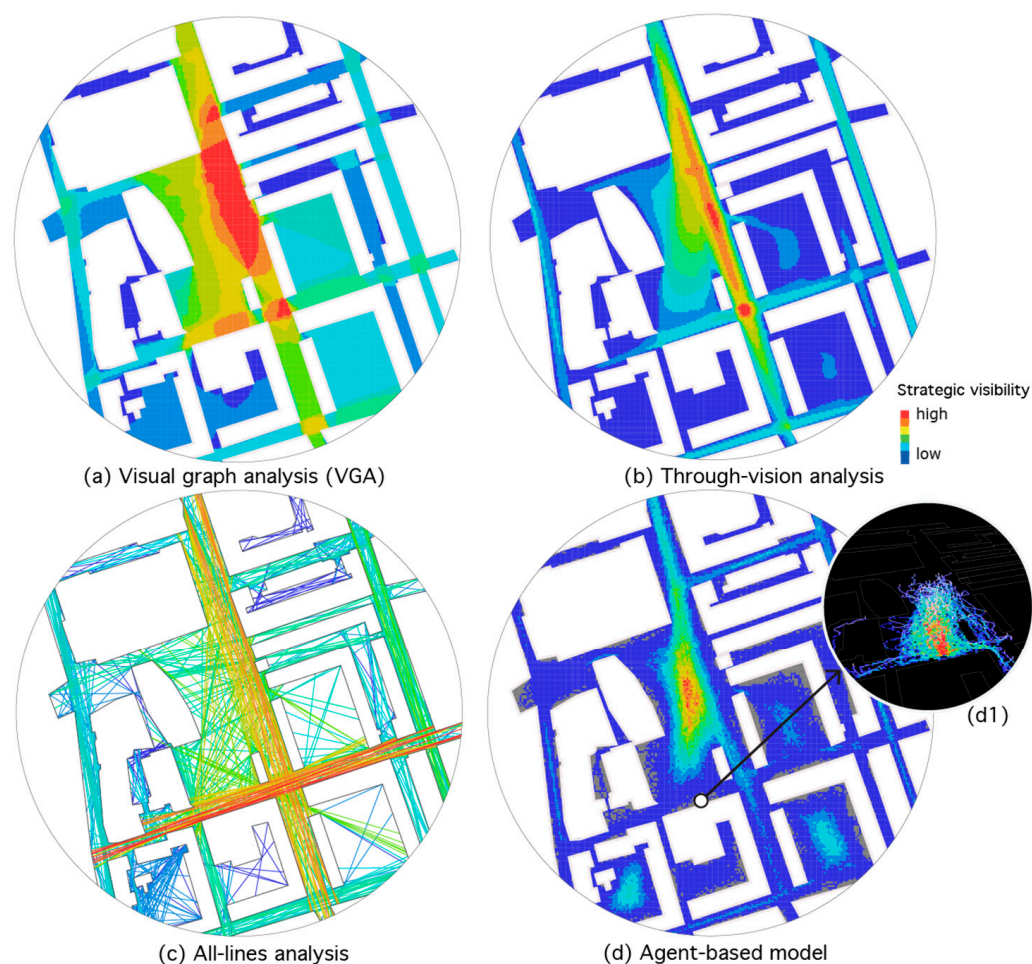 Strategic visibility
high
low
(a) Visual graph analysis (VGA)
(b) Through-vision analysis
(d1)
(c) All-lines analysis
(d) Agent-based model